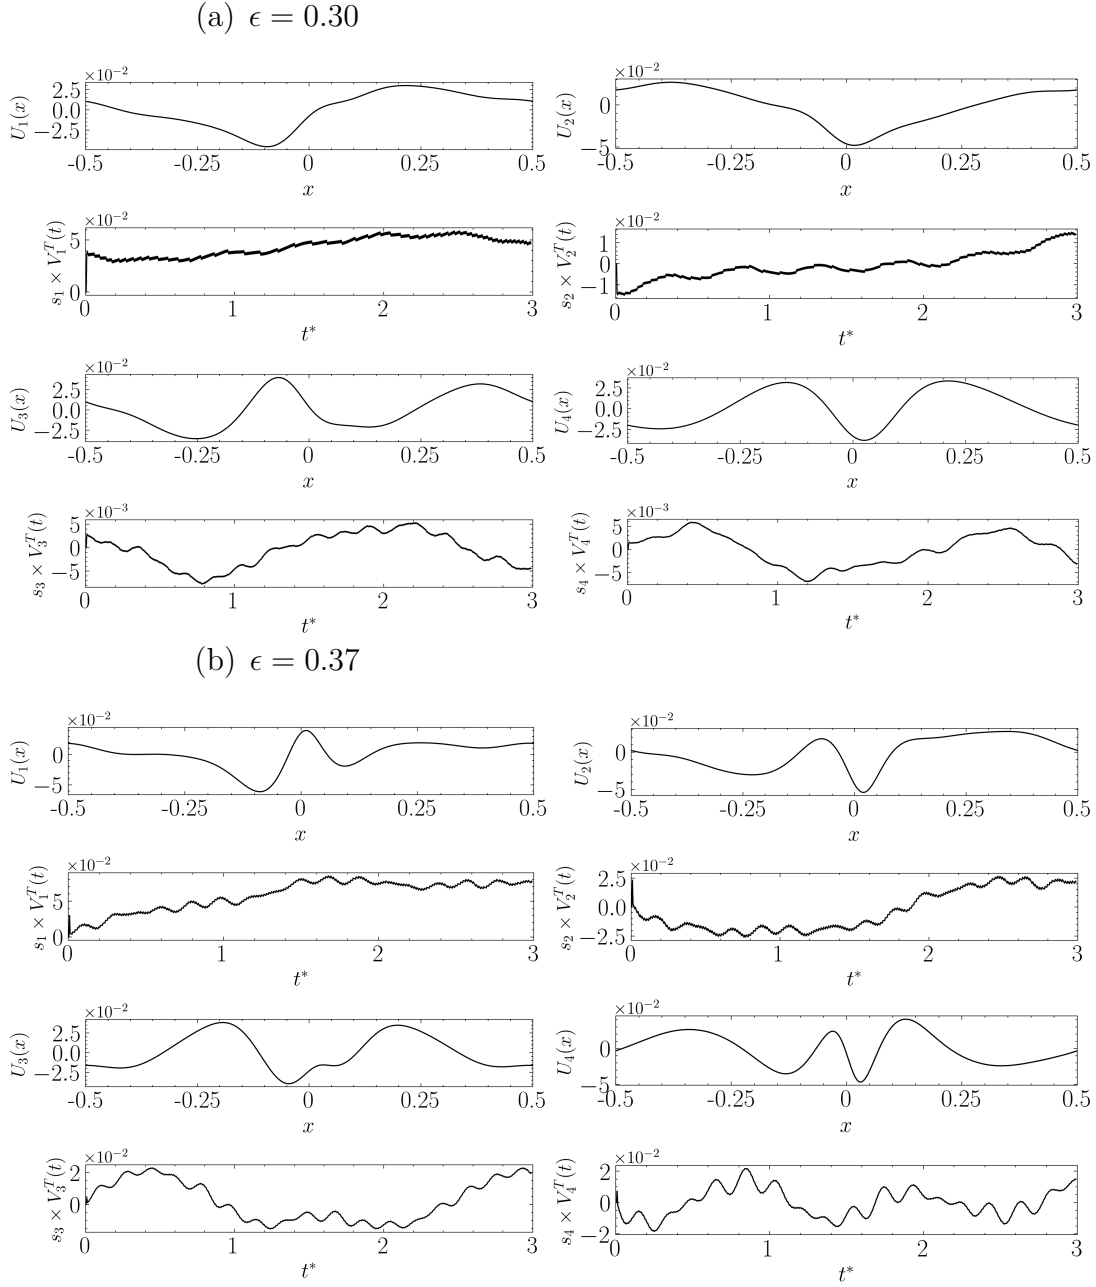 (a) ϵ = 0.30
×10⁻²
2.5
0.0
−2.5
U₁(x)
-0.5 -0.25 0 0.25 0.5
x
×10⁻²
0
−5
U₂(x)
-0.5 -0.25 0 0.25 0.5
x
×10⁻²
5
0
s₁ × V₁ᵀ(t)
0 1 2 3
t*
×10⁻²
1
0
−1
s₂ × V₂ᵀ(t)
0 1 2 3
t*
×10⁻²
2.5
0.0
−2.5
U₃(x)
-0.5 -0.25 0 0.25 0.5
x
×10⁻²
2.5
0.0
−2.5
U₄(x)
-0.5 -0.25 0 0.25 0.5
x
×10⁻³
5
0
−5
s₃ × V₃ᵀ(t)
0 1 2 3
t*
×10⁻³
5
0
−5
s₄ × V₄ᵀ(t)
0 1 2 3
t*
(b) ϵ = 0.37
×10⁻²
0
−5
U₁(x)
-0.5 -0.25 0 0.25 0.5
x
×10⁻²
0
−5
U₂(x)
-0.5 -0.25 0 0.25 0.5
x
×10⁻²
5
0
s₁ × V₁ᵀ(t)
0 1 2 3
t*
×10⁻²
2.5
0.0
−2.5
s₂ × V₂ᵀ(t)
0 1 2 3
t*
×10⁻²
2.5
0.0
−2.5
U₃(x)
-0.5 -0.25 0 0.25 0.5
x
×10⁻²
0
−5
U₄(x)
-0.5 -0.25 0 0.25 0.5
x
×10⁻²
2
0
s₃ × V₃ᵀ(t)
0 1 2 3
t*
×10⁻²
2
0
−2
s₄ × V₄ᵀ(t)
0 1 2 3
t*